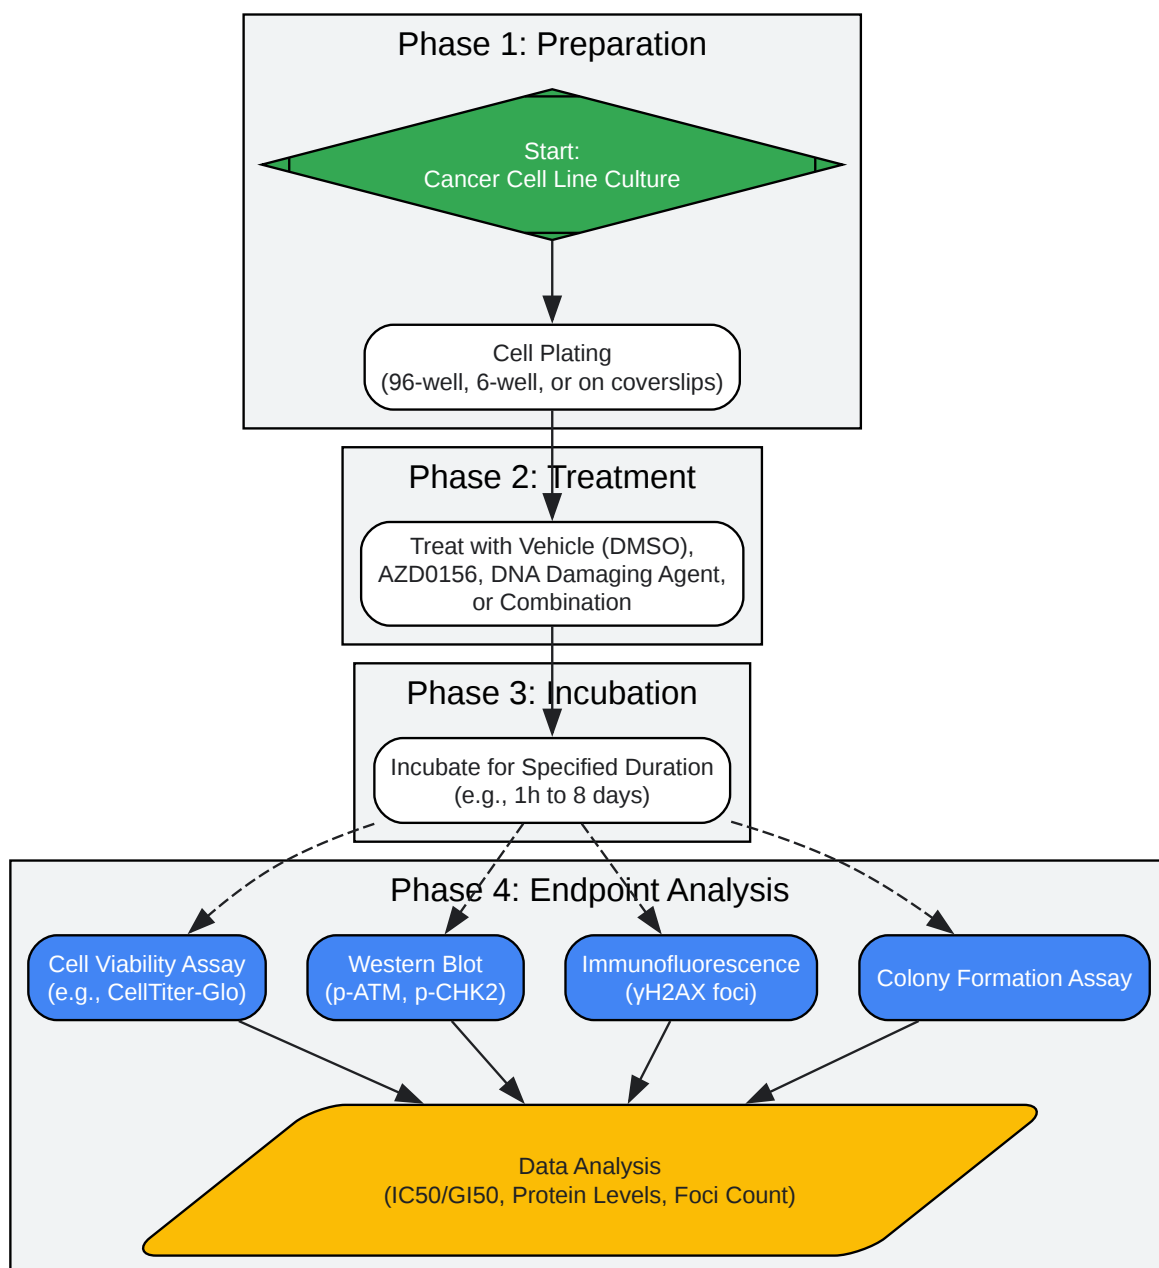 Phase 1: Preparation
Start:
Cancer Cell Line Culture
Cell Plating
(96-well, 6-well, or on coverslips)
Phase 2: Treatment
Treat with Vehicle (DMSO),
AZD0156, DNA Damaging Agent,
or Combination
Phase 3: Incubation
Incubate for Specified Duration
(e.g., 1h to 8 days)
Phase 4: Endpoint Analysis
Cell Viability Assay
(e.g., CellTiter-Glo)
Western Blot
(p-ATM, p-CHK2)
Immunofluorescence
(γH2AX foci)
Colony Formation Assay
Data Analysis
(IC50/GI50, Protein Levels, Foci Count)